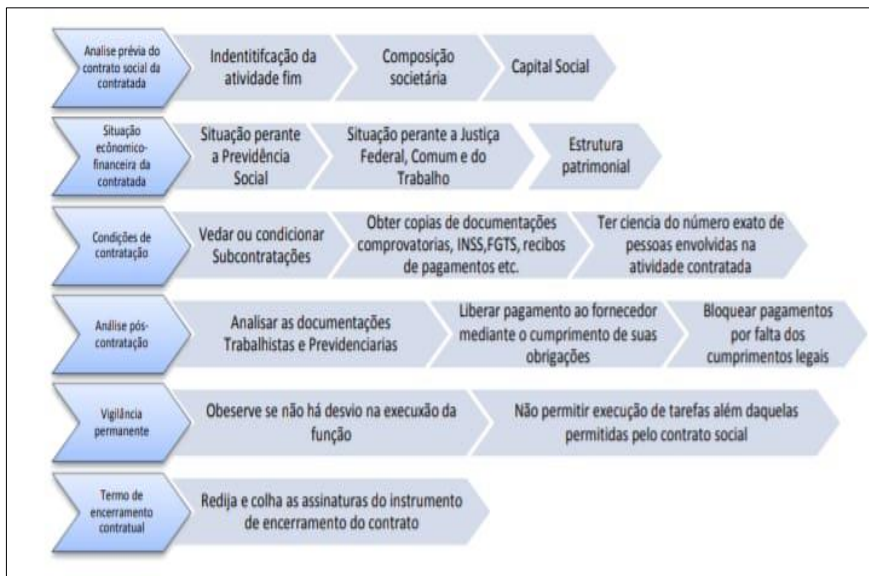 Analise prévia do
contrato social da
contratada
Indentitifcação da
atividade fim
Composição
societária
Capital Social
Situação
ecônomico-
financeira da
contratada
Situação perante
a Previdência
Social
Situação perante a Justiça
Federal, Comum e do
Trabalho
Estrutura
patrimonial
Condições de
contratação
Vedar ou condicionar
Subcontratações
Obter copias de documentações
comprovatorias, INSS,FGTS, recibos
de pagamentos etc.
Ter ciencia do número exato de
pessoas envolvidas na
atividade contratada
Análise pós-
contratação
Analisar as documentações
Trabalhistas e Previdenciarias
Liberar pagamento ao fornecedor
mediante o cumprimento de suas
obrigações
Bloquear pagamentos
por falta dos
cumprimentos legais
Vigilância
permanente
Obeserve se não há desvio na execuxão da
função
Não permitir execução de tarefas além daquelas
permitidas pelo contrato social
Termo de
encerramento
contratual
Redija e colha as assinaturas do instrumento
de encerramento do contrato